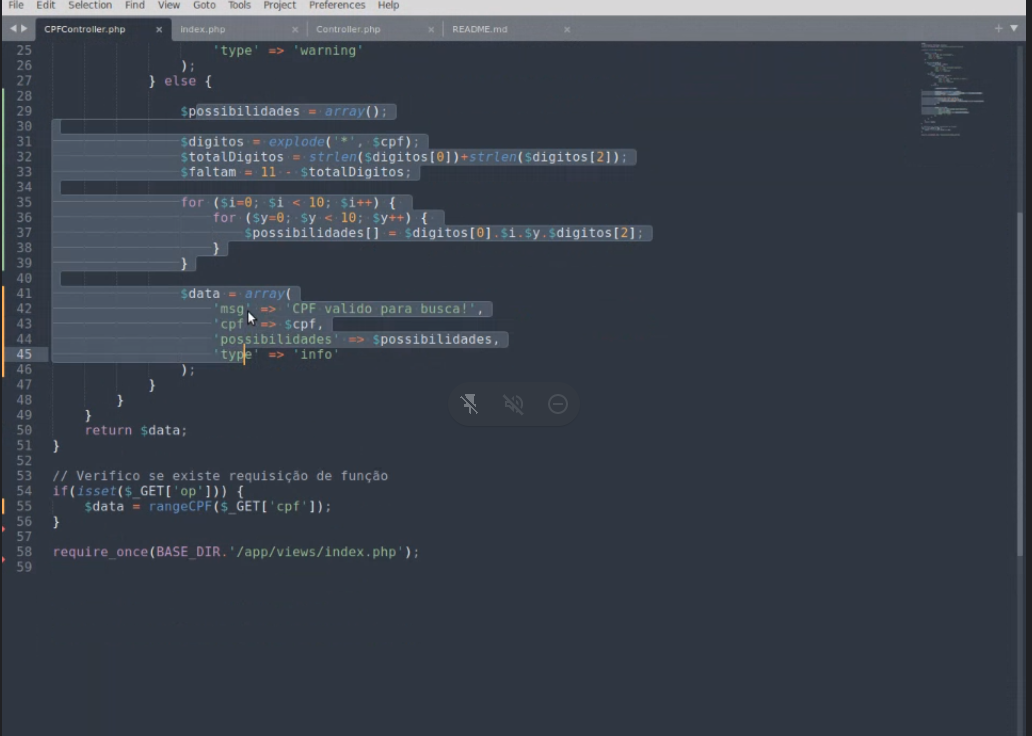 File Edit Selection Find View Goto Tools Project Preferences Help
CPFController.php × Index.php × Controller.php × README.md × +
25 'type' => 'warning'
26 );
27 } else {
28
29 $possibilidades = array();
30
31 $digitos = explode('*', $cpf);
32 $totalDigitos = strlen($digitos[0])+strlen($digitos[2]);
33 $faltam = 11 - $totalDigitos;
34
35 for ($i=0; $i < 10; $i++) {
36 for ($y=0; $y < 10; $y++) {
37 $possibilidades[] = $digitos[0].$i.$y.$digitos[2];
38 }
39 }
40
41 $data = array(
42 'msg' => 'CPF valido para busca!',
43 'cpf' => $cpf,
44 'possibilidades' => $possibilidades,
45 'type' => 'info'
46 );
47 }
48 }
49 }
50 return $data;
51 }
52
53 // Verifico se existe requisição de função
54 if(isset($_GET['op'])) {
55 $data = rangeCPF($_GET['cpf']);
56 }
57
58 require_once(BASE_DIR.'/app/views/index.php');
59